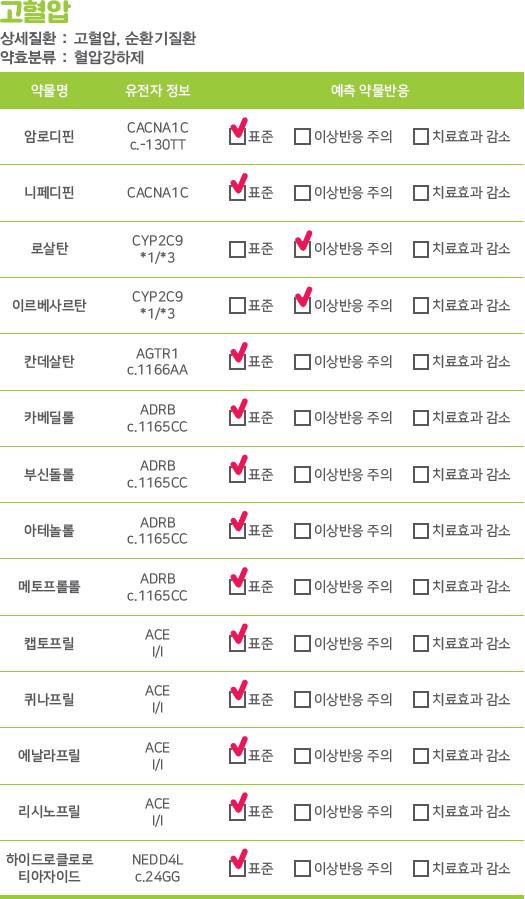 고혈압
상세질환 : 고혈압, 순환기질환
약효분류 : 혈압강하제
약물명 유전자 정보 예측 약물반응
암로디핀 CACNA1C c.-130TT 표준 이상반응 주의 치료효과 감소
니페디핀 CACNA1C 표준 이상반응 주의 치료효과 감소
로살탄 CYP2C9 *1/*3 표준 이상반응 주의 치료효과 감소
이르베사르탄 CYP2C9 *1/*3 표준 이상반응 주의 치료효과 감소
칸데살탄 AGTR1 c.1166AA 표준 이상반응 주의 치료효과 감소
카베딜롤 ADRB c.1165CC 표준 이상반응 주의 치료효과 감소
부신돌롤 ADRB c.1165CC 표준 이상반응 주의 치료효과 감소
아테놀롤 ADRB c.1165CC 표준 이상반응 주의 치료효과 감소
메토프롤롤 ADRB c.1165CC 표준 이상반응 주의 치료효과 감소
캡토프릴 ACE I/I 표준 이상반응 주의 치료효과 감소
퀴나프릴 ACE I/I 표준 이상반응 주의 치료효과 감소
에날라프릴 ACE I/I 표준 이상반응 주의 치료효과 감소
리시노프릴 ACE I/I 표준 이상반응 주의 치료효과 감소
하이드로클로로티아자이드 NEDD4L c.24GG 표준 이상반응 주의 치료효과 감소